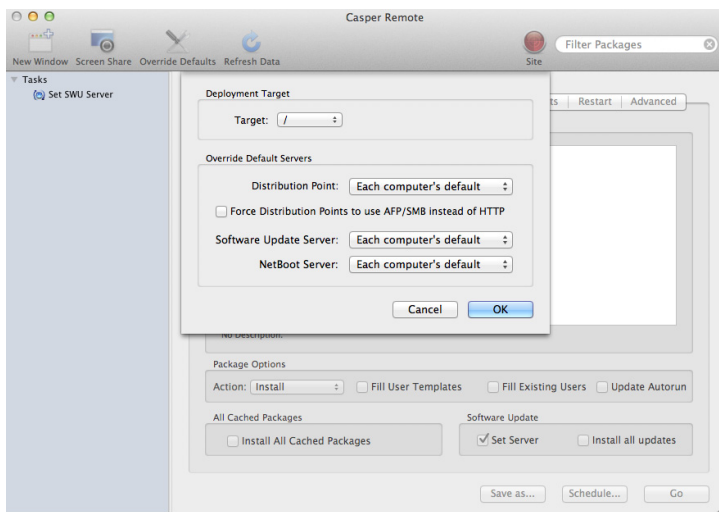 Casper Remote
New Window Screen Share Override Defaults Refresh Data Site Filter Packages
Tasks
Set SWU Server
Deployment Target
Target: /
ts Restart Advanced
Override Default Servers
Distribution Point: Each computer's default
Force Distribution Points to use AFP/SMB instead of HTTP
Software Update Server: Each computer's default
NetBoot Server: Each computer's default
Cancel OK
No Description.
Package Options
Action: Install Fill User Templates Fill Existing Users Update Autorun
All Cached Packages Software Update
Install All Cached Packages Set Server Install all updates
Save as... Schedule... Go